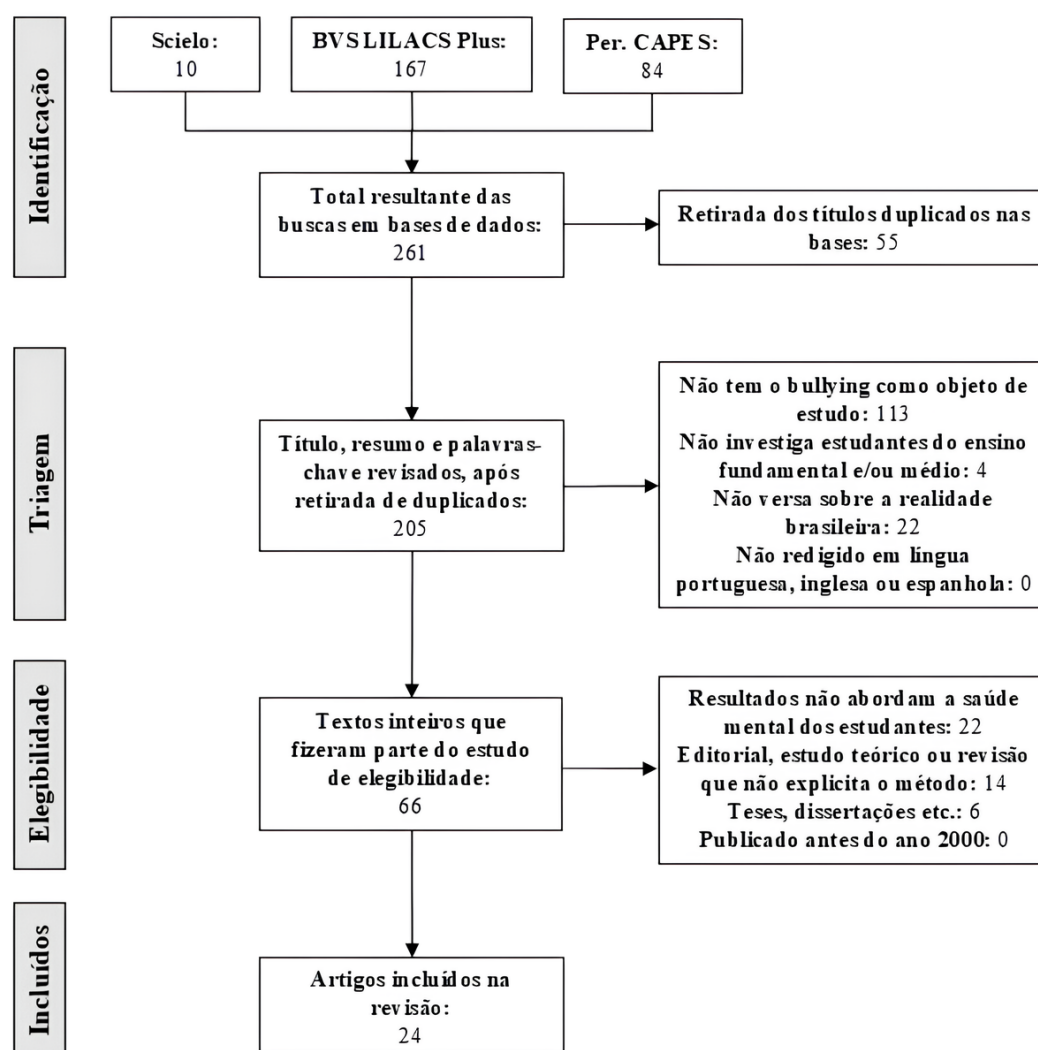 Identificação
Scielo:
10
BVS LILACS Plus:
167
Per. CAPES:
84
Total resultante das
buscas em bases de dados:
261
Retirada dos títulos duplicados nas
bases: 55
Triagem
Título, resumo e palavras-
chave revisados, após
retirada de duplicados:
205
Não tem o bullying como objeto de
estudo: 113
Não investiga estudantes do ensino
fundamental e/ou médio: 4
Não versa sobre a realidade
brasileira: 22
Não redigido em língua
portuguesa, inglesa ou espanhola: 0
Elegibilidade
Textos inteiros que
fizeram parte do estudo
de elegibilidade:
66
Resultados não abordam a saúde
mental dos estudantes: 22
Editorial, estudo teórico ou revisão
que não explicita o método: 14
Teses, dissertações etc.: 6
Publicado antes do ano 2000: 0
Incluídos
Artigos incluídos na
revisão:
24